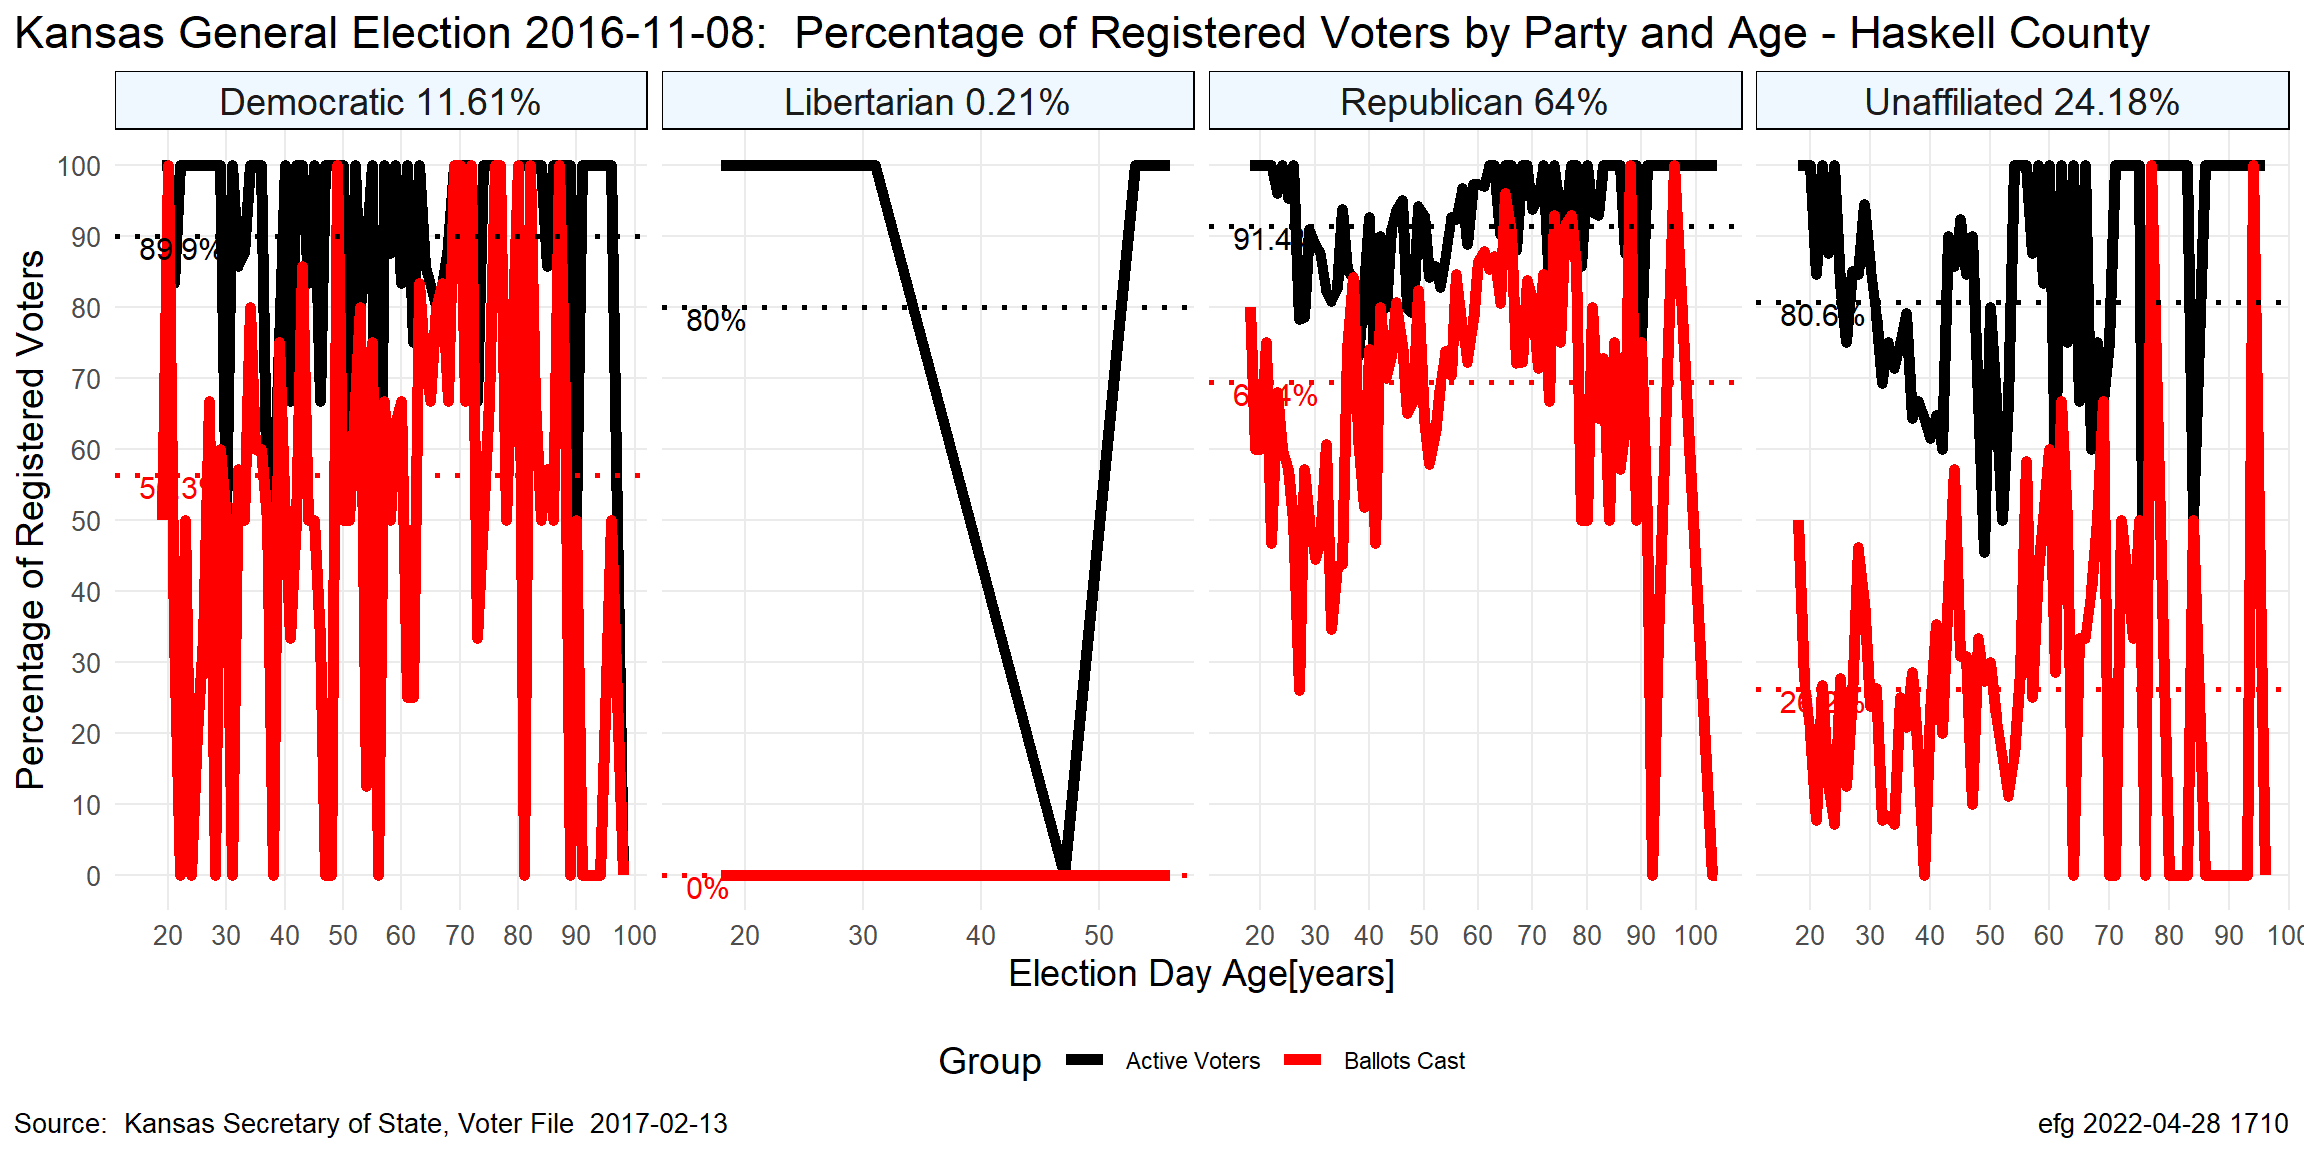 Kansas General Election 2016-11-08:  Percentage of Registered Voters by Party and Age - Haskell County
Democratic 11.61%
Libertarian 0.21%
Republican 64%
Unaffiliated 24.18%
Percentage of Registered Voters
100
90
80
70
60
50
40
30
20
10
0
89.9%
80%
0%
80.6%
20 30 40 50 60 70 80 90 100
20 30 40 50
20 30 40 50 60 70 80 90 100
20 30 40 50 60 70 80 90 100
Election Day Age[years]
Group Active Voters Ballots Cast
Source:  Kansas Secretary of State, Voter File  2017-02-13
efg 2022-04-28 1710